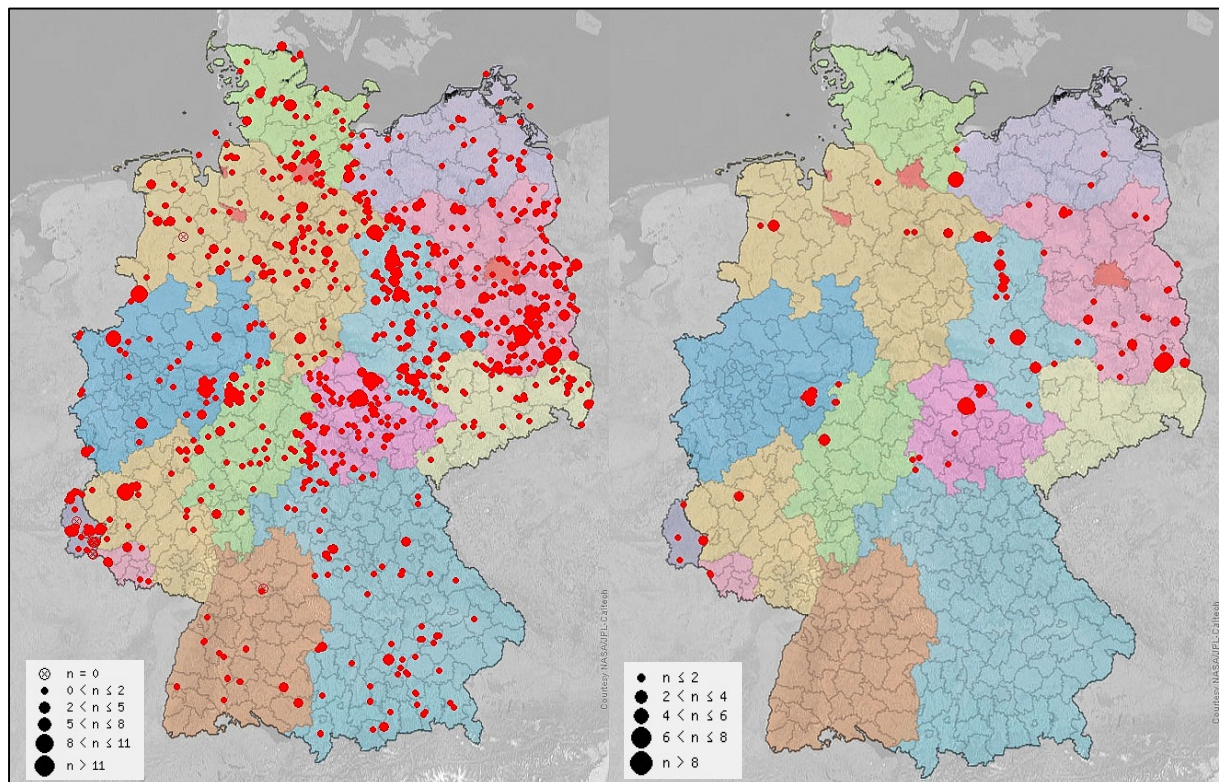 n = 0
0 < n ≤ 2
2 < n ≤ 5
5 < n ≤ 8
8 < n ≤ 11
n > 11
Courtesy NASA/JPL-Caltech
n ≤ 2
2 < n ≤ 4
4 < n ≤ 6
6 < n ≤ 8
n > 8
Courtesy NASA/JPL-Caltech